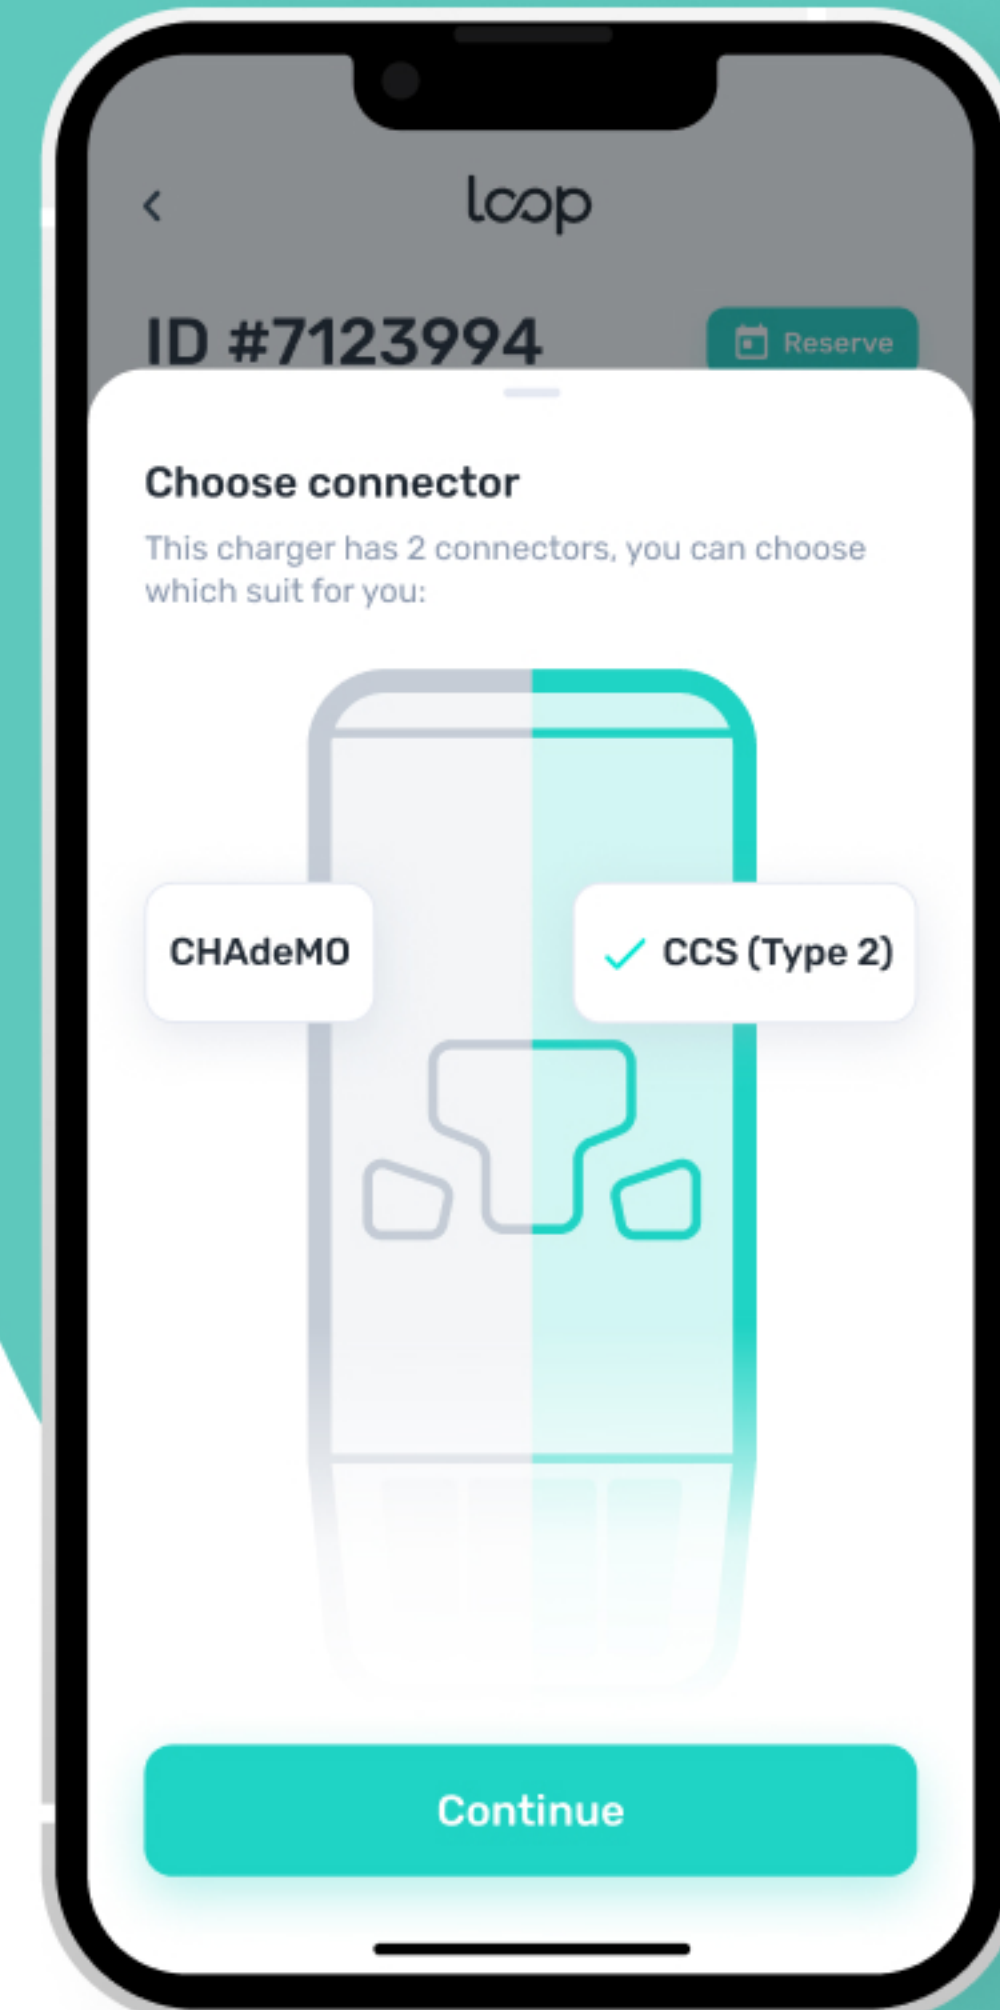 loop
ID #7123994
Reserve
Choose connector
This charger has 2 connectors, you can choose
which suit for you:
CHAdeMO
CCS (Type 2)
Continue